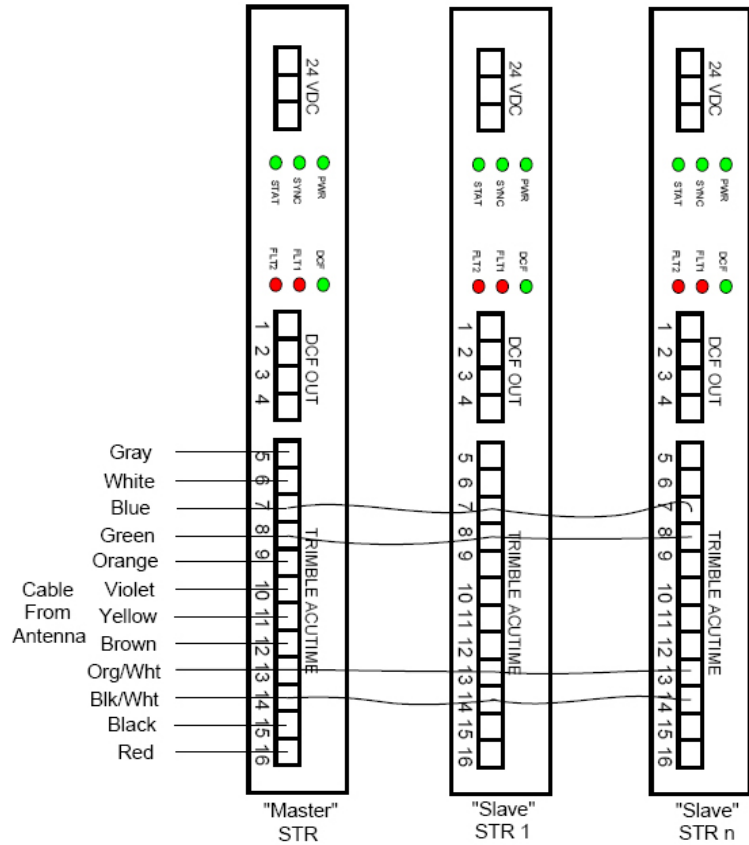 24 VDC
STAT
SYNC
PWR
FLT2
FLT1
DCF
1
2
3
4
DCF OUT
5
6
7
8
9
10
11
12
13
14
15
16
TRIMBLE ACUTIME
24 VDC
STAT
SYNC
PWR
FLT2
FLT1
DCF
1
2
3
4
DCF OUT
5
6
7
8
9
10
11
12
13
14
15
16
TRIMBLE ACUTIME
24 VDC
STAT
SYNC
PWR
FLT2
FLT1
DCF
1
2
3
4
DCF OUT
5
6
7
8
9
10
11
12
13
14
15
16
TRIMBLE ACUTIME
Gray
White
Blue
Green
Orange
Violet
Yellow
Brown
Org/Wht
Blk/Wht
Black
Red
Cable
From
Antenna
"Master"
STR
"Slave"
STR 1
"Slave"
STR n